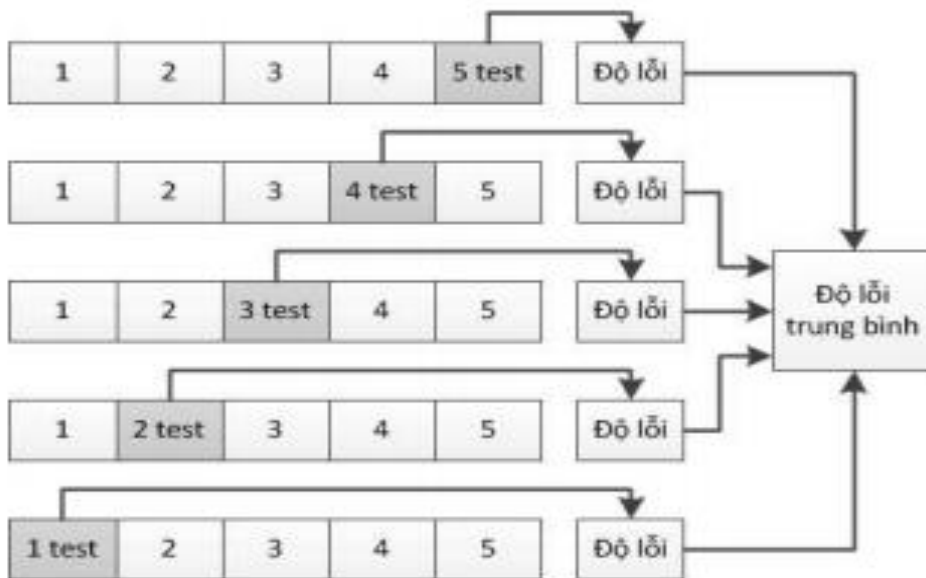 1 2 3 4 5 test Độ lỗi
1 2 3 4 test 5 Độ lỗi
1 2 3 test 4 5 Độ lỗi
Độ lỗi
trung bình
1 2 test 3 4 5 Độ lỗi
1 test 2 3 4 5 Độ lỗi